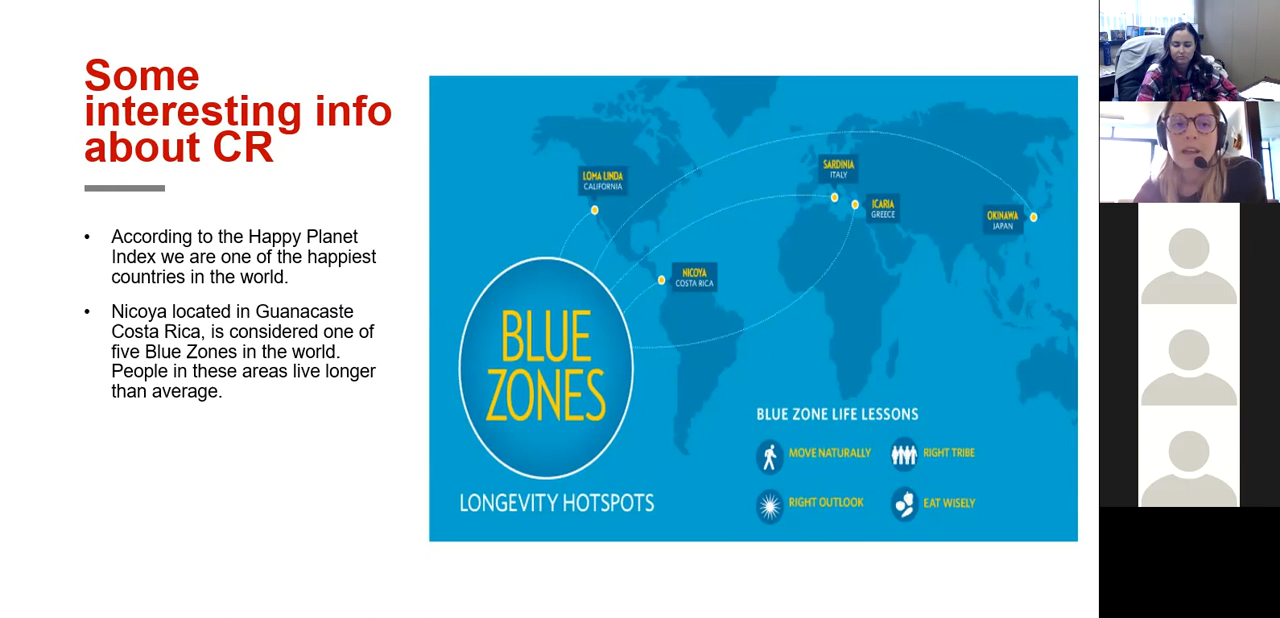 Some
interesting info
about CR
• According to the Happy Planet
Index we are one of the happiest
countries in the world.
• Nicoya located in Guanacaste
Costa Rica, is considered one of
five Blue Zones in the world.
People in these areas live longer
than average.
LOMA LINDA
CALIFORNIA
SARDINIA
ITALY
ICARIA
GREECE
OKINAWA
JAPAN
NICOYA
COSTA RICA
BLUE
ZONES
LONGEVITY HOTSPOTS
BLUE ZONE LIFE LESSONS
MOVE NATURALLY
RIGHT TRIBE
RIGHT OUTLOOK
EAT WISELY